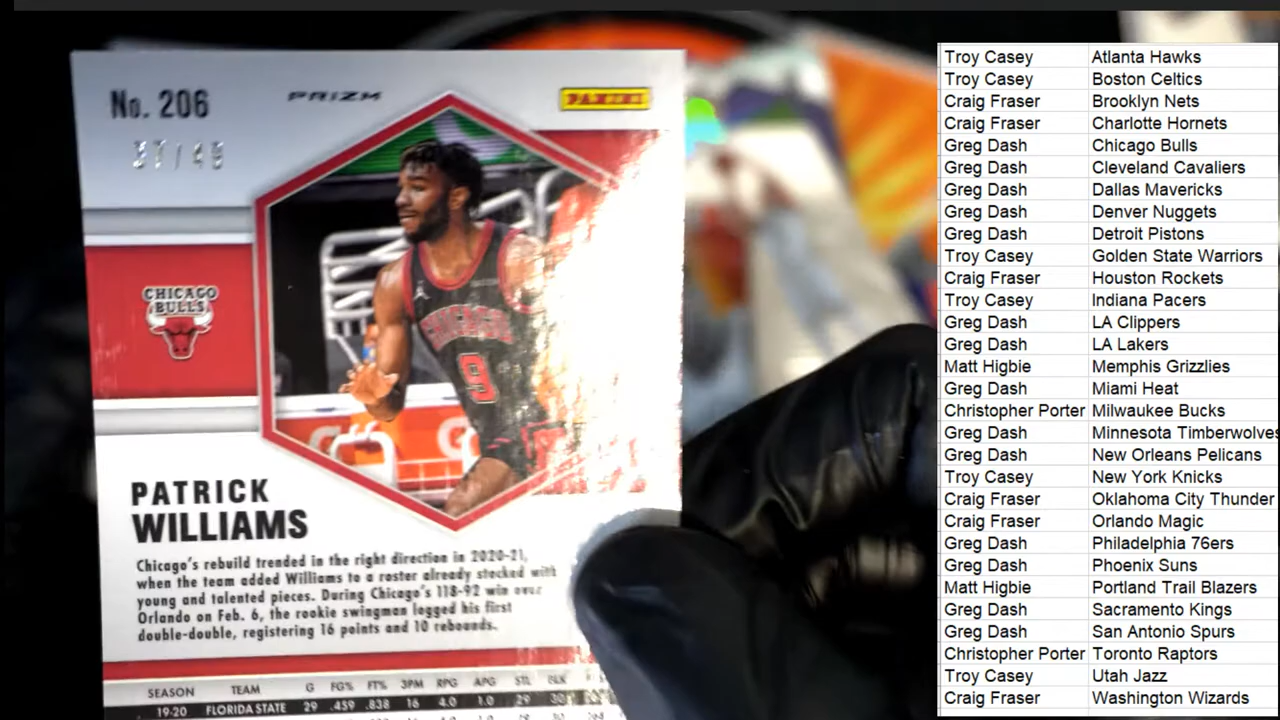 No. 206
PRIZM
PANINI
37/49
CHICAGO
BULLS
CHICAGO
9
PATRICK
WILLIAMS
Chicago's rebuild trended in the right direction in 2020-21,
when the team added Williams to a roster already stocked with
young and talented pieces. During Chicago's 118-92 win over
Orlando on Feb. 6, the rookie swingman logged his first
double-double, registering 16 points and 10 rebounds.
SEASON TEAM G FG% FT% 3PM RPG APG STL BLK
19-20 FLORIDA STATE 29 .459 .838 16 4.0 1.0 29 30
Troy Casey Atlanta Hawks
Troy Casey Boston Celtics
Craig Fraser Brooklyn Nets
Craig Fraser Charlotte Hornets
Greg Dash Chicago Bulls
Greg Dash Cleveland Cavaliers
Greg Dash Dallas Mavericks
Greg Dash Denver Nuggets
Greg Dash Detroit Pistons
Troy Casey Golden State Warriors
Craig Fraser Houston Rockets
Troy Casey Indiana Pacers
Greg Dash LA Clippers
Greg Dash LA Lakers
Matt Higbie Memphis Grizzlies
Greg Dash Miami Heat
Christopher Porter Milwaukee Bucks
Greg Dash Minnesota Timberwolves
Greg Dash New Orleans Pelicans
Troy Casey New York Knicks
Craig Fraser Oklahoma City Thunder
Craig Fraser Orlando Magic
Greg Dash Philadelphia 76ers
Greg Dash Phoenix Suns
Matt Higbie Portland Trail Blazers
Greg Dash Sacramento Kings
Greg Dash San Antonio Spurs
Christopher Porter Toronto Raptors
Troy Casey Utah Jazz
Craig Fraser Washington Wizards